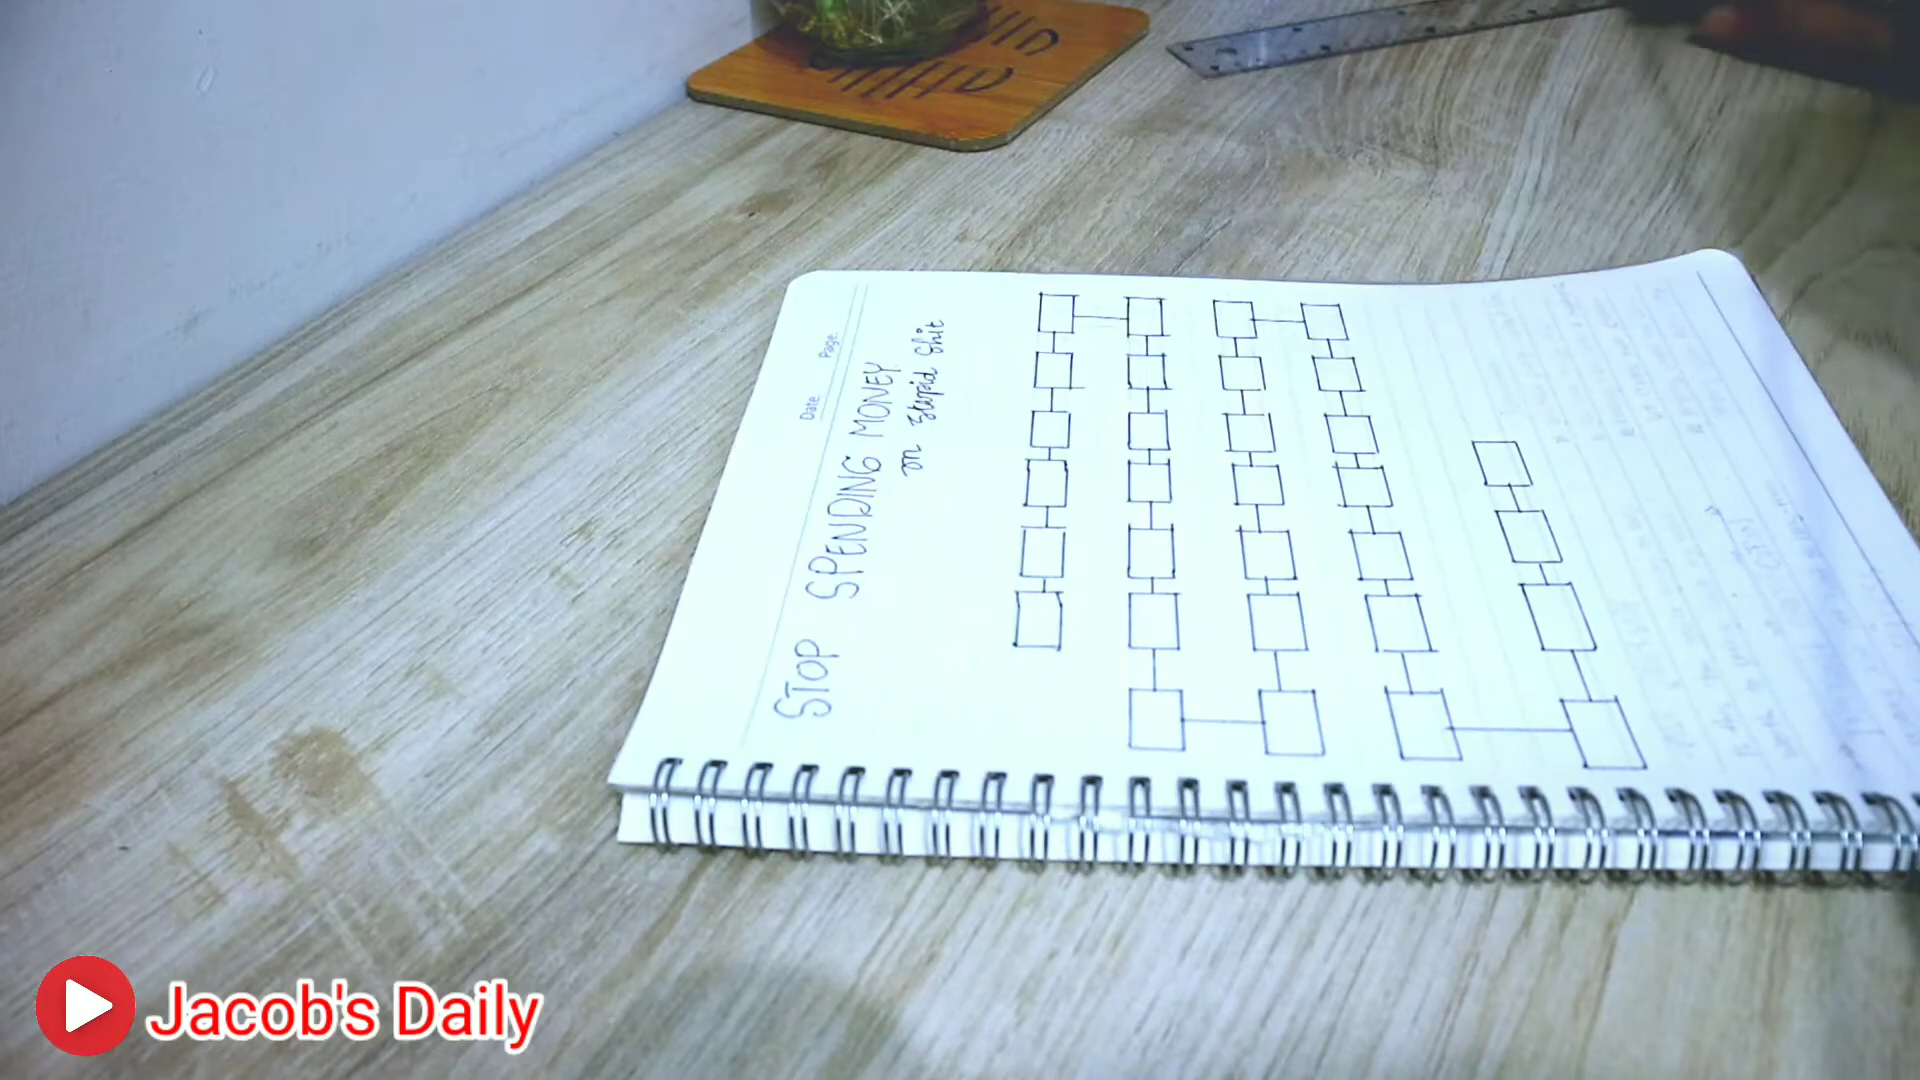 Date
Page
STOP SPENDING MONEY
on stupid shit
Jacob's Daily